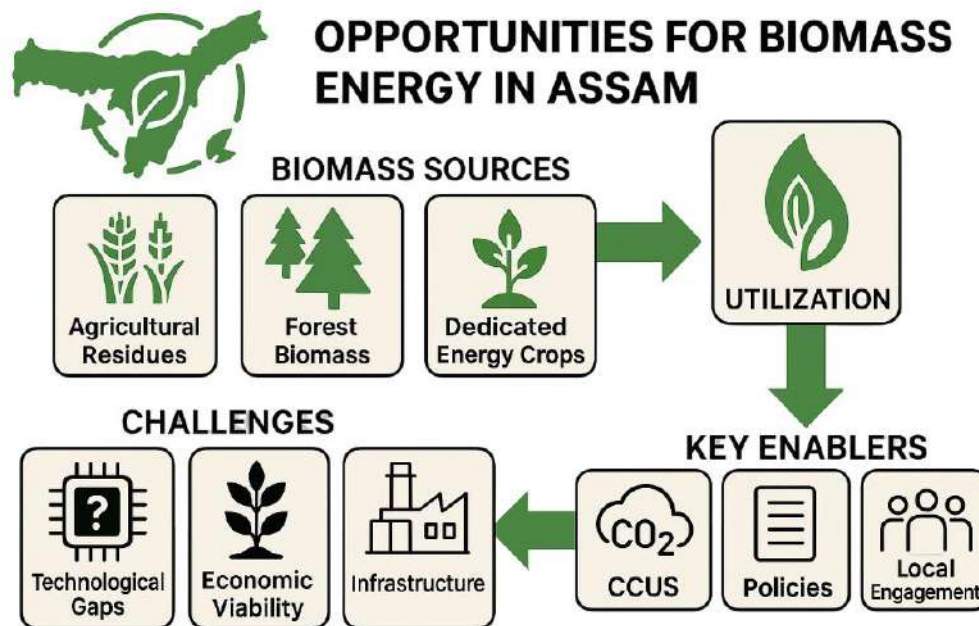 OPPORTUNITIES FOR BIOMASS
ENERGY IN ASSAM
BIOMASS SOURCES
Agricultural
Residues
Forest
Biomass
Dedicated
Energy Crops
UTILIZATION
KEY ENABLERS
CO2
CCUS
Policies
Local
Engagement
CHALLENGES
?
Technological
Gaps
Economic
Viability
Infrastructure